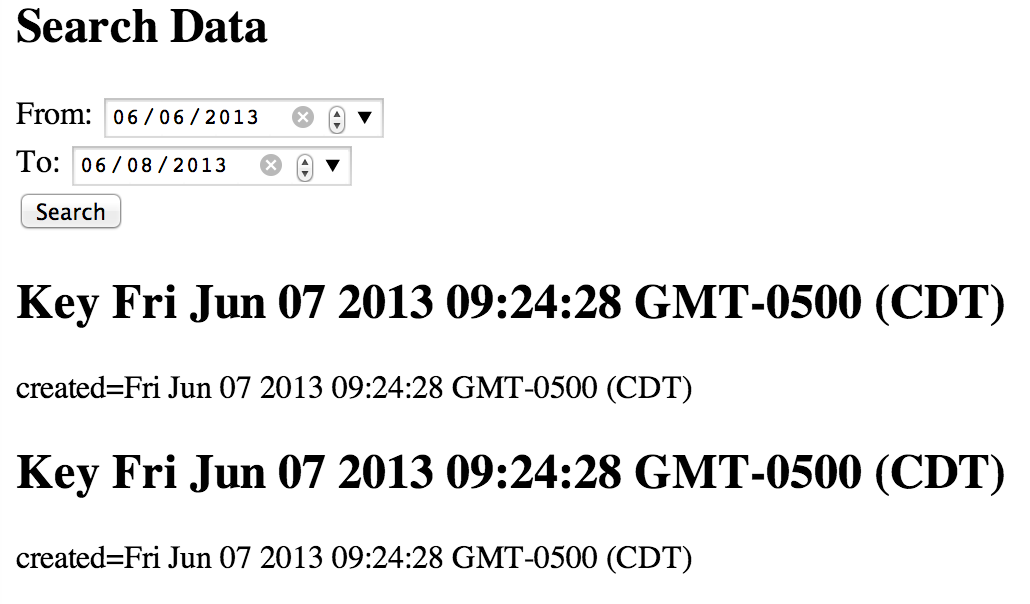 Search Data
From: 06/06/2013
To: 06/08/2013
Search
Key Fri Jun 07 2013 09:24:28 GMT-0500 (CDT)
created=Fri Jun 07 2013 09:24:28 GMT-0500 (CDT)
Key Fri Jun 07 2013 09:24:28 GMT-0500 (CDT)
created=Fri Jun 07 2013 09:24:28 GMT-0500 (CDT)